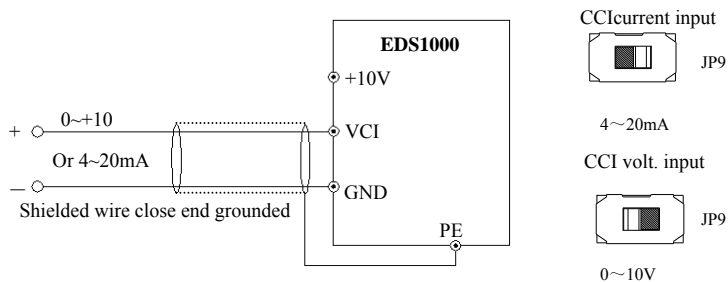 EDS1000
+10V
+ 0~+10
VCI
Or 4~20mA
— GND
Shielded wire close end grounded
PE
CCIcurrent input
JP9
4～20mA
CCI volt. input
JP9
0～10V